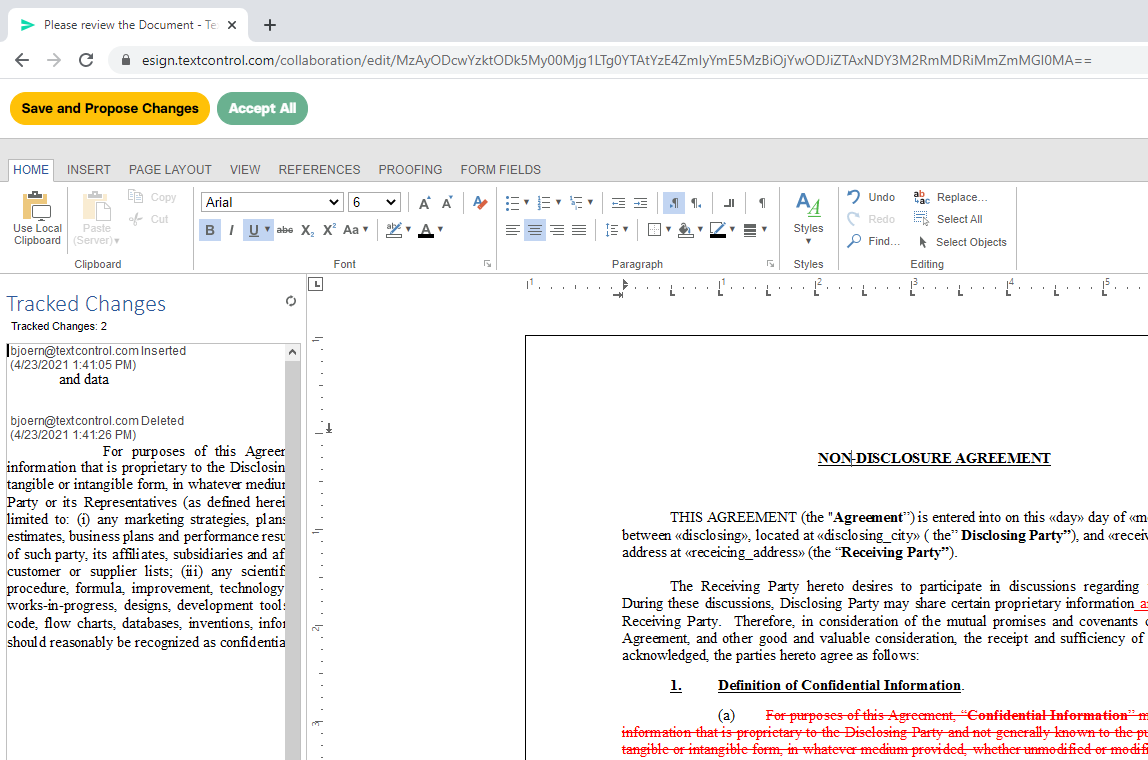 Please review the Document - Te
esign.textcontrol.com/collaboration/edit/MzAyODcwYzktODk5My00Mjg1LTg0YTAtYzE4ZmIyYmE5MzBiOjYwODJiZTAxNDY3M2RmMDRiMmZmMGI0MA==
Save and Propose Changes Accept All
HOME INSERT PAGE LAYOUT VIEW REFERENCES PROOFING FORM FIELDS
Use Local Clipboard
Paste (Server)
Copy
Cut
Clipboard
Arial 6
B I U abc X2 X2 Aa
Font
Paragraph
Styles
Styles
Undo
Redo
Find...
Replace...
Select All
Select Objects
Editing
Tracked Changes
Tracked Changes: 2
bjoern@textcontrol.com Inserted
(4/23/2021 1:41:05 PM)
and data
bjoern@textcontrol.com Deleted
(4/23/2021 1:41:26 PM)
For purposes of this Agreer
information that is proprietary to the Disclosin
tangible or intangible form, in whatever mediur
Party or its Representatives (as defined herei
limited to: (i) any marketing strategies, plans
estimates, business plans and performance resu
of such party, its affiliates, subsidiaries and af
customer or supplier lists; (iii) any scientif
procedure, formula, improvement, technology
works-in-progress, designs, development tool
code, flow charts, databases, inventions, infor
should reasonably be recognized as confidentia
1 1 2 3 4 5
2
3
NON-DISCLOSURE AGREEMENT
THIS AGREEMENT (the "Agreement”) is entered into on this «day» day of «m
between «disclosing», located at «disclosing_city» ( the” Disclosing Party”), and «receiv
address at «receicing_address» (the “Receiving Party”).
The Receiving Party hereto desires to participate in discussions regarding
During these discussions, Disclosing Party may share certain proprietary information a
Receiving Party. Therefore, in consideration of the mutual promises and covenants c
Agreement, and other good and valuable consideration, the receipt and sufficiency of
acknowledged, the parties hereto agree as follows:
1. Definition of Confidential Information.
(a) For purposes of this Agreement, “Confidential Information” m
information that is proprietary to the Disclosing Party and not generally known to the pu
tangible or intangible form, in whatever medium provided, whether unmodified or modifi